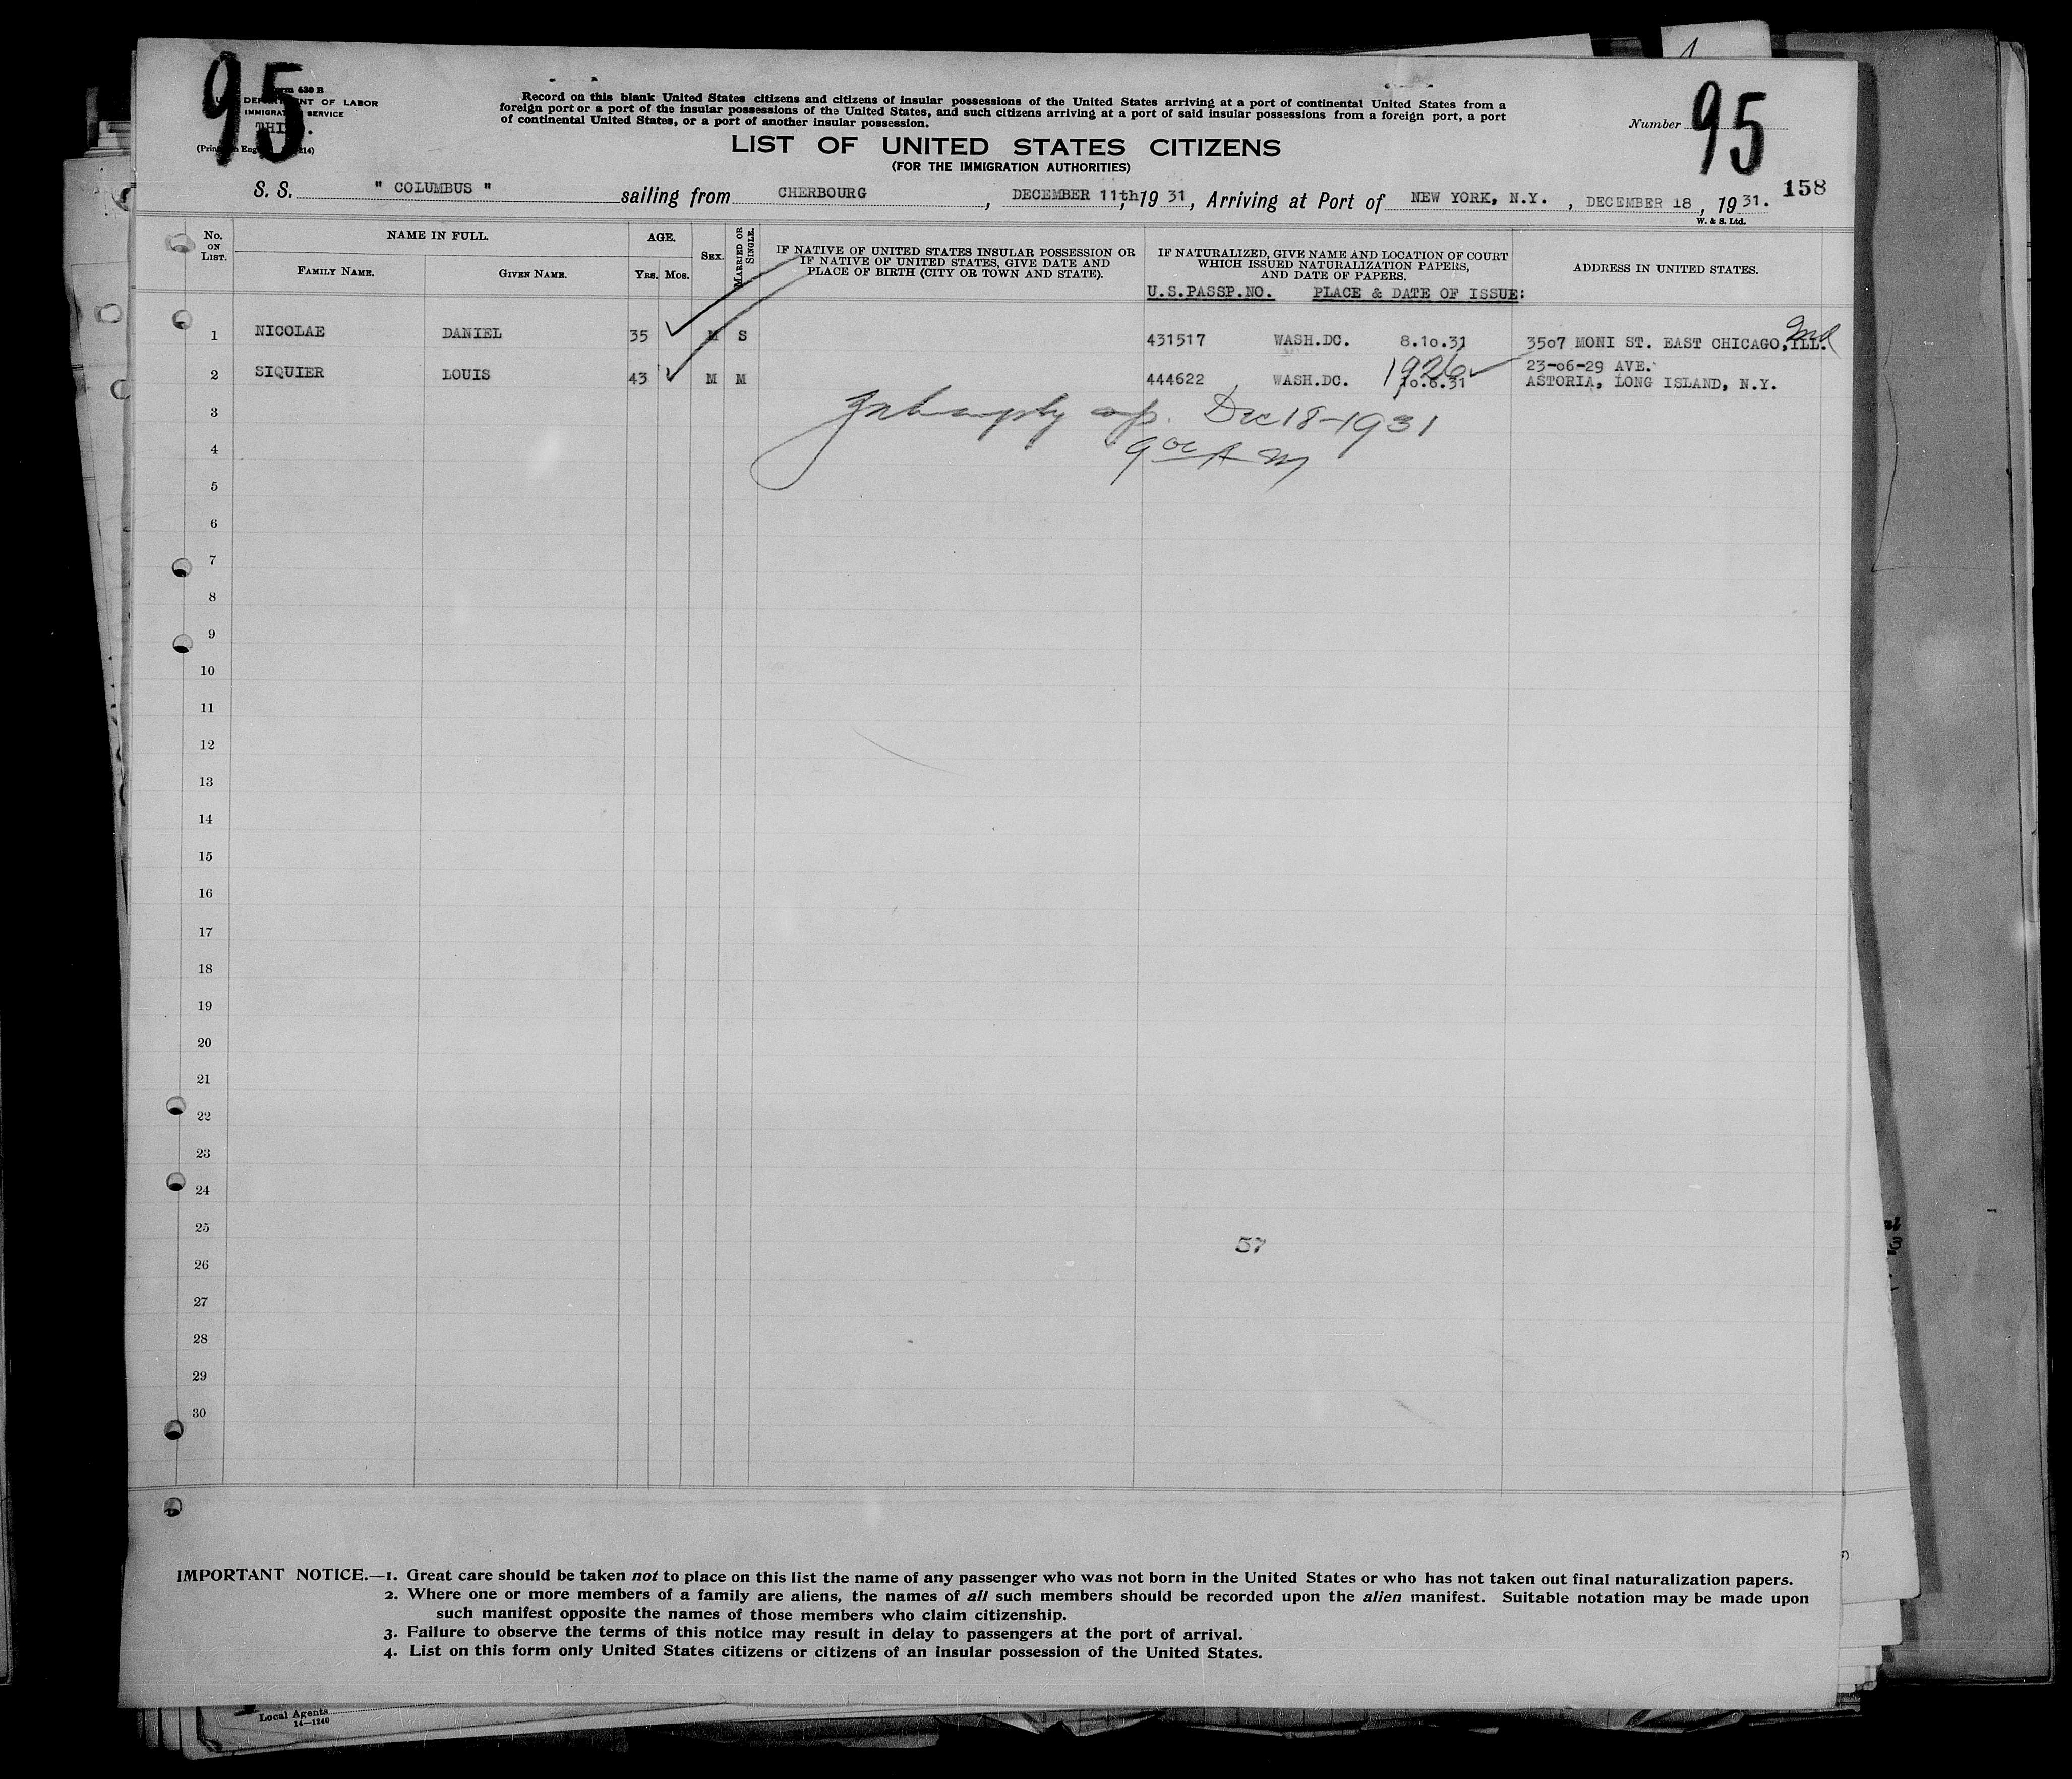 95
Form 630 B
DEPARTMENT OF LABOR
IMMIGRATION SERVICE
Record on this blank United States citizens and citizens of insular possessions of the United States arriving at a port of continental United States from a
foreign port or a port of the insular possessions of the United States, and such citizens arriving at a port of said insular possessions from a foreign port, a port
of continental United States, or a port of another insular possession.
Number 95
LIST OF UNITED STATES CITIZENS
(FOR THE IMMIGRATION AUTHORITIES)
158
S. S. " COLUMBUS " sailing from CHERBOURG, DECEMBER 11th, 19 31, Arriving at Port of NEW YORK, N.Y., DECEMBER 18, 19 31.
W. & S. Ltd.
No. ON LIST. NAME IN FULL. AGE. SEX. MARRIED OR SINGLE. IF NATIVE OF UNITED STATES INSULAR POSSESSION OR IF NATIVE OF UNITED STATES, GIVE DATE AND PLACE OF BIRTH (CITY OR TOWN AND STATE). IF NATURALIZED, GIVE NAME AND LOCATION OF COURT WHICH ISSUED NATURALIZATION PAPERS, AND DATE OF PAPERS. ADDRESS IN UNITED STATES.
FAMILY NAME. GIVEN NAME. YRS. MOS.
U.S.PASSP.NO. PLACE & DATE OF ISSUE:
1 NICOLAE DANIEL 35 M S 431517 WASH.DC. 8.10.31 3507 MONI ST. EAST CHICAGO, ILL. Ind
23-06-29 AVE.
2 SIQUIER LOUIS 43 M M 444622 WASH.DC. 10.6.31 1926 ASTORIA, LONG ISLAND, N.Y.
3 Dec 18-1931
4 9 00 A M
5
6
7
8
9
10
11
12
13
14
15
16
17
18
19
20
21
22
23
24
25
57
26
27
28
29
30
IMPORTANT NOTICE.—1. Great care should be taken not to place on this list the name of any passenger who was not born in the United States or who has not taken out final naturalization papers.
2. Where one or more members of a family are aliens, the names of all such members should be recorded upon the alien manifest. Suitable notation may be made upon
such manifest opposite the names of those members who claim citizenship.
3. Failure to observe the terms of this notice may result in delay to passengers at the port of arrival.
4. List on this form only United States citizens or citizens of an insular possession of the United States.
Local Agents
14—1240